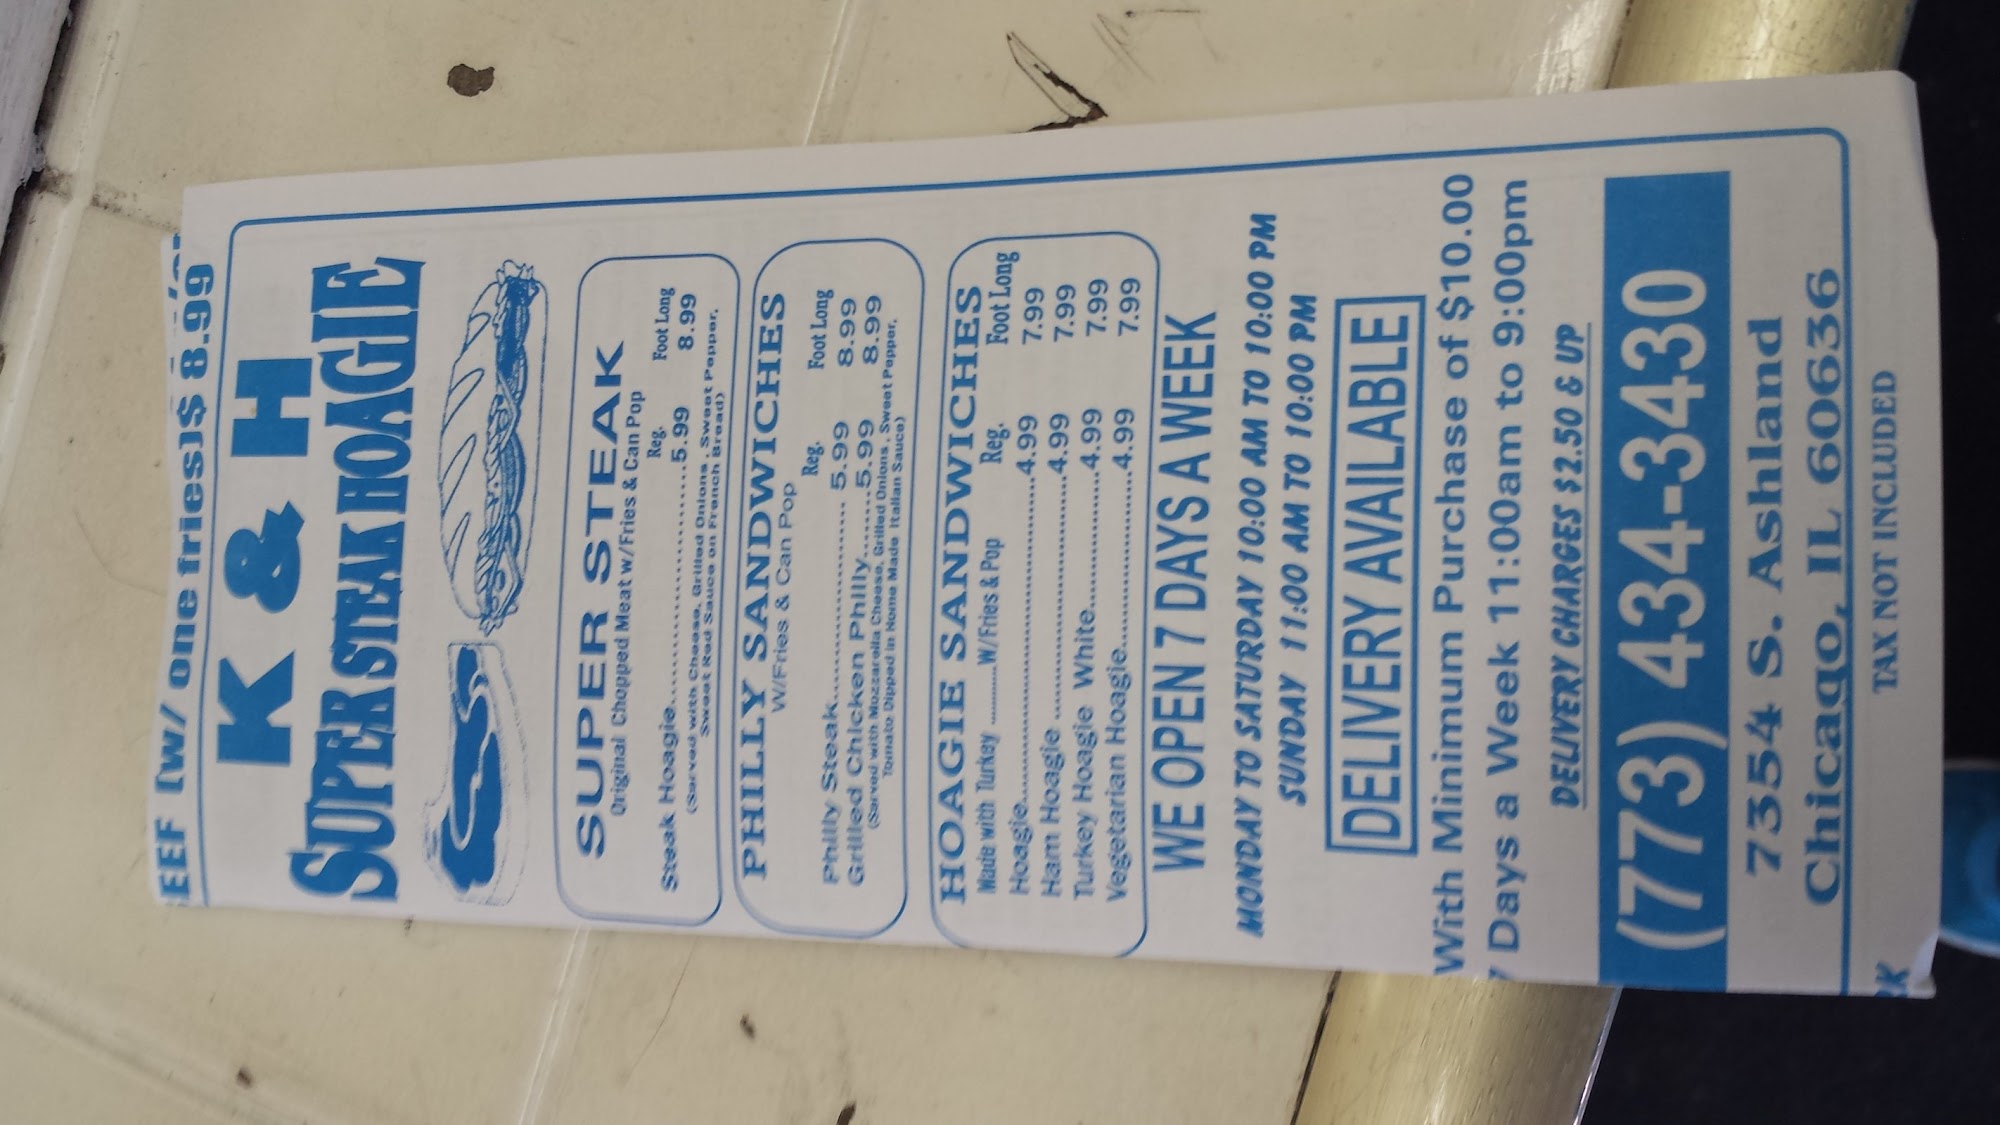 EEF (w/ one fries)$ 8.99
K & H
SUPER STEAK HOAGIE
SUPER STEAK
Original Chopped Meat w/Fries & Can Pop
Reg. Foot Long
Steak Hoagie..................5.99 8.99
(Served with Cheese, Grilled Onions, Sweet Pepper,
Sweet Red Sauce on French Bread)
PHILLY SANDWICHES
W/Fries & Can Pop
Reg. Foot Long
Philly Steak.................. 5.99 8.99
Grilled Chicken Philly........5.99 8.99
(Served with Mozzarella Cheese, Grilled Onions, Sweet Pepper,
Tomato Dipped in Home Made Italian Sauce)
HOAGIE SANDWICHES
Made with Turkey ............W/Fries & Pop Reg. Foot Long
Hoagie..............................4.99 7.99
Ham Hoagie ........................4.99 7.99
Turkey Hoagie White..............4.99 7.99
Vegetarian Hoagie.................4.99 7.99
WE OPEN 7 DAYS A WEEK
MONDAY TO SATURDAY 10:00 AM TO 10:00 PM
SUNDAY 11:00 AM TO 10:00 PM
DELIVERY AVAILABLE
With Minimum Purchase of $10.00
7 Days a Week 11:00am to 9:00pm
DELIVERY CHARGES $2.50 & UP
(773) 434-3430
7354 S. Ashland
Chicago, IL 60636
TAX NOT INCLUDED